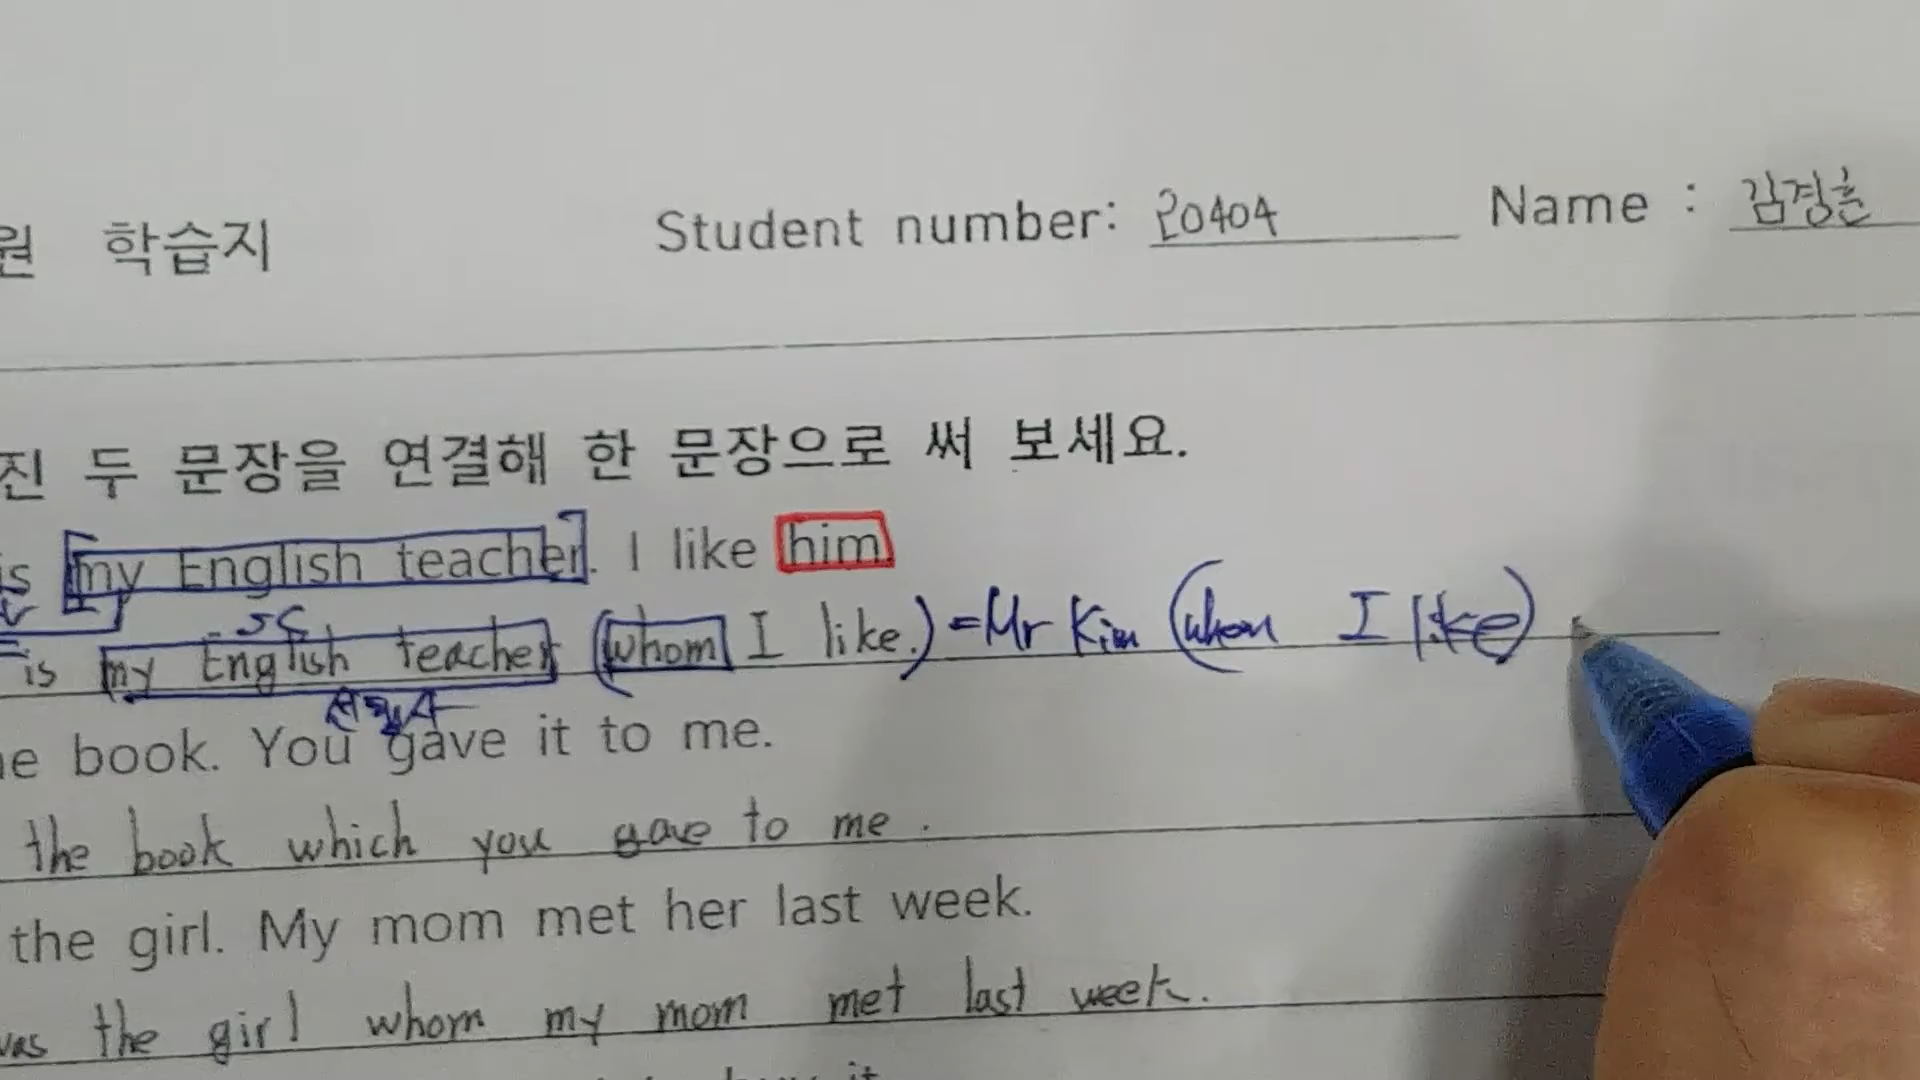 원 학습지 Student number: 20404 Name : 김경훈
진 두 문장을 연결해 한 문장으로 써 보세요.
is my English teacher. I like him
SC
is my English teacher (whom I like.) = Mr Kim (whom I like)
선행사
he book. You gave it to me.
the book which you gave to me.
the girl. My mom met her last week.
was the girl whom my mom met last week.
it